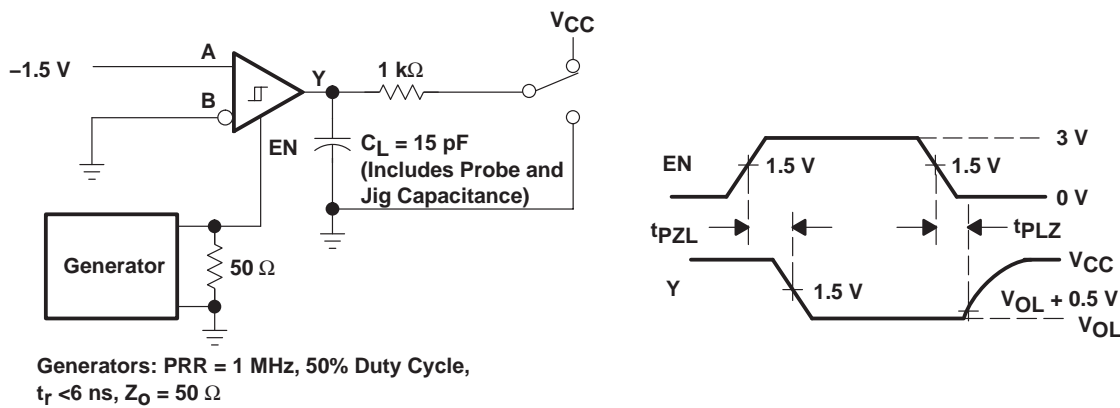 VCC
A
Y
1 kΩ
–1.5 V
B
EN
CL = 15 pF
(Includes Probe and
Jig Capacitance)
Generator
50 Ω
Generators: PRR = 1 MHz, 50% Duty Cycle,
tr <6 ns, Zo = 50 Ω
3 V
EN
1.5 V
1.5 V
0 V
tPZL
tPLZ
VCC
Y
1.5 V
VOL + 0.5 V
VOL